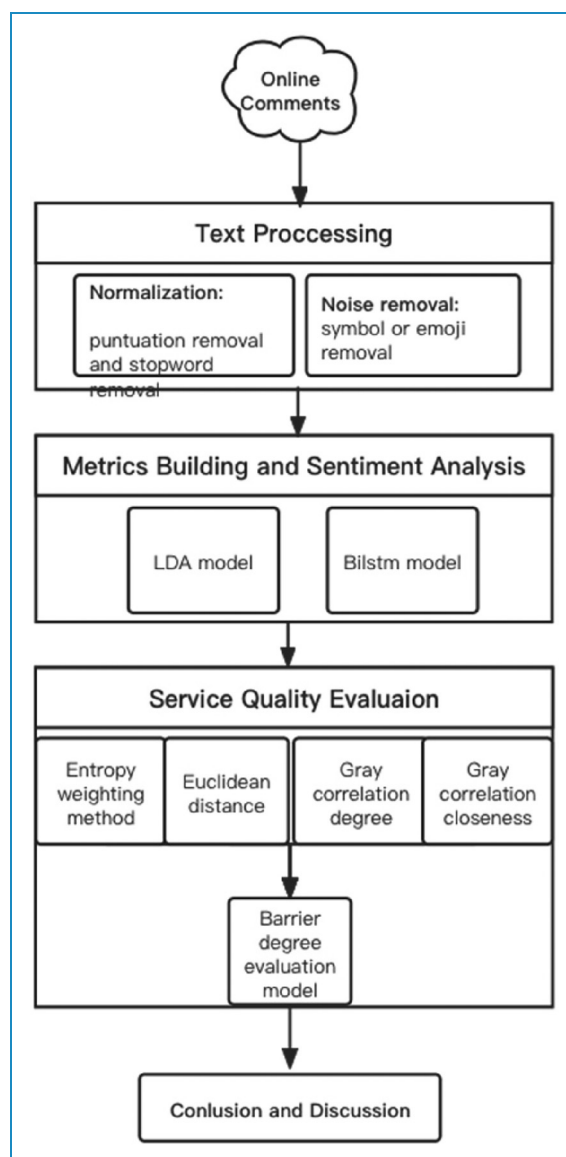 Online
Comments
Text Proccessing
Normalization:
puntuation removal
and stopword
removal
Noise removal:
symbol or emoji
removal
Metrics Building and Sentiment Analysis
LDA model
Bilstm model
Service Quality Evaluaion
Entropy
weighting
method
Euclidean
distance
Gray
correlation
degree
Gray
correlation
closeness
Barrier
degree
evaluation
model
Conlusion and Discussion